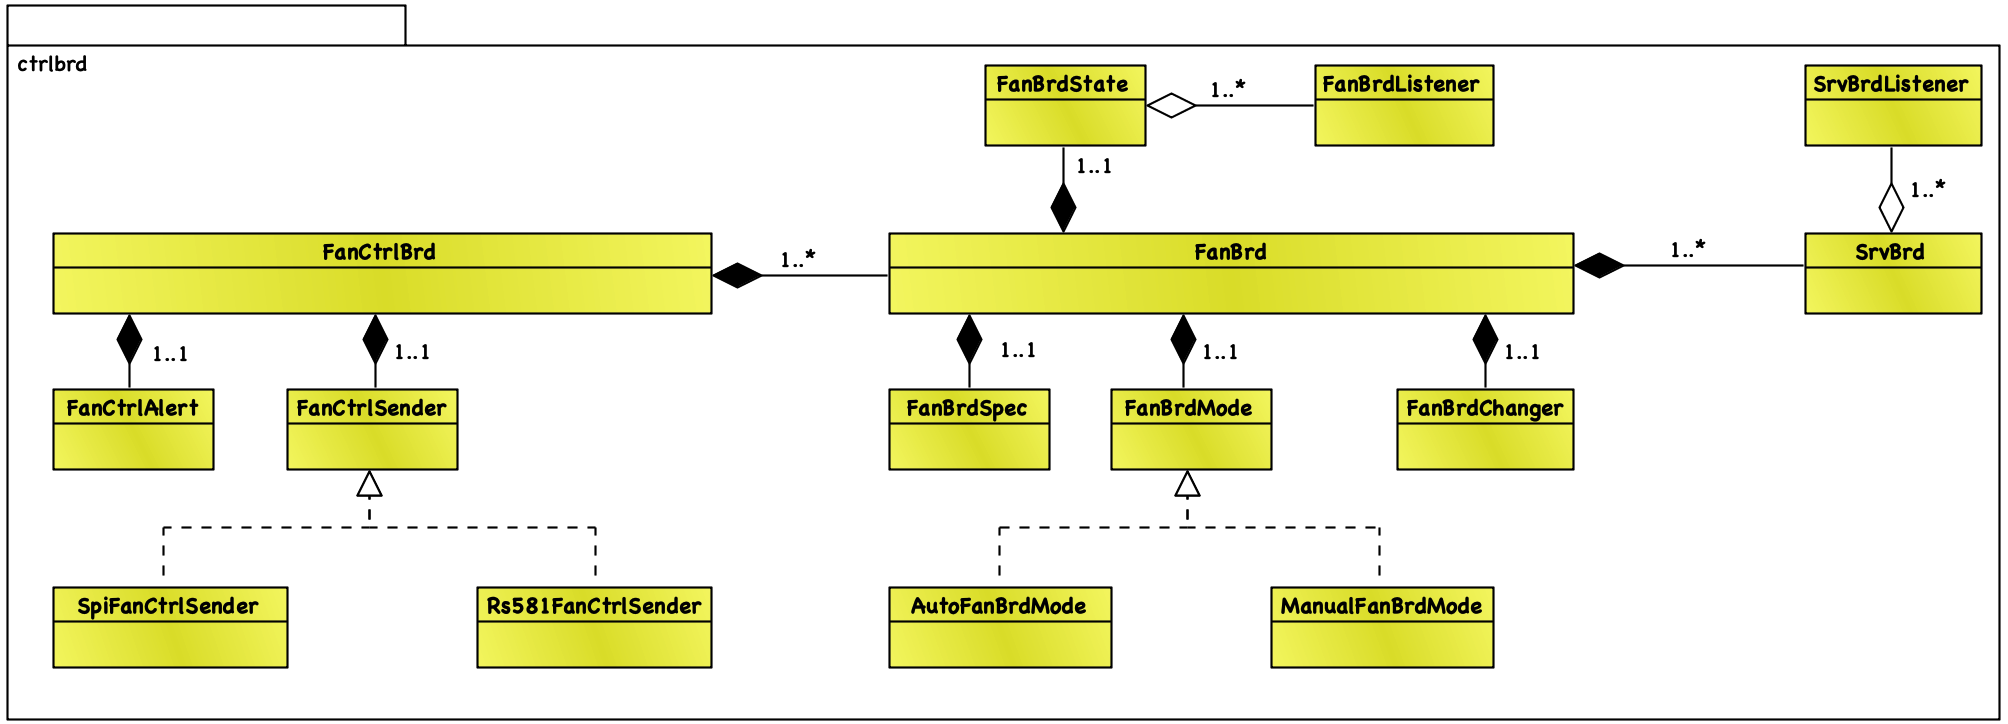 ctrlbrd
FanBrdState
1..*
FanBrdListener
SrvBrdListener
1..1
1..*
FanCtrlBrd
1..*
FanBrd
1..*
SrvBrd
1..1
1..1
1..1
1..1
1..1
FanCtrlAlert
FanCtrlSender
FanBrdSpec
FanBrdMode
FanBrdChanger
SpiFanCtrlSender
Rs581FanCtrlSender
AutoFanBrdMode
ManualFanBrdMode